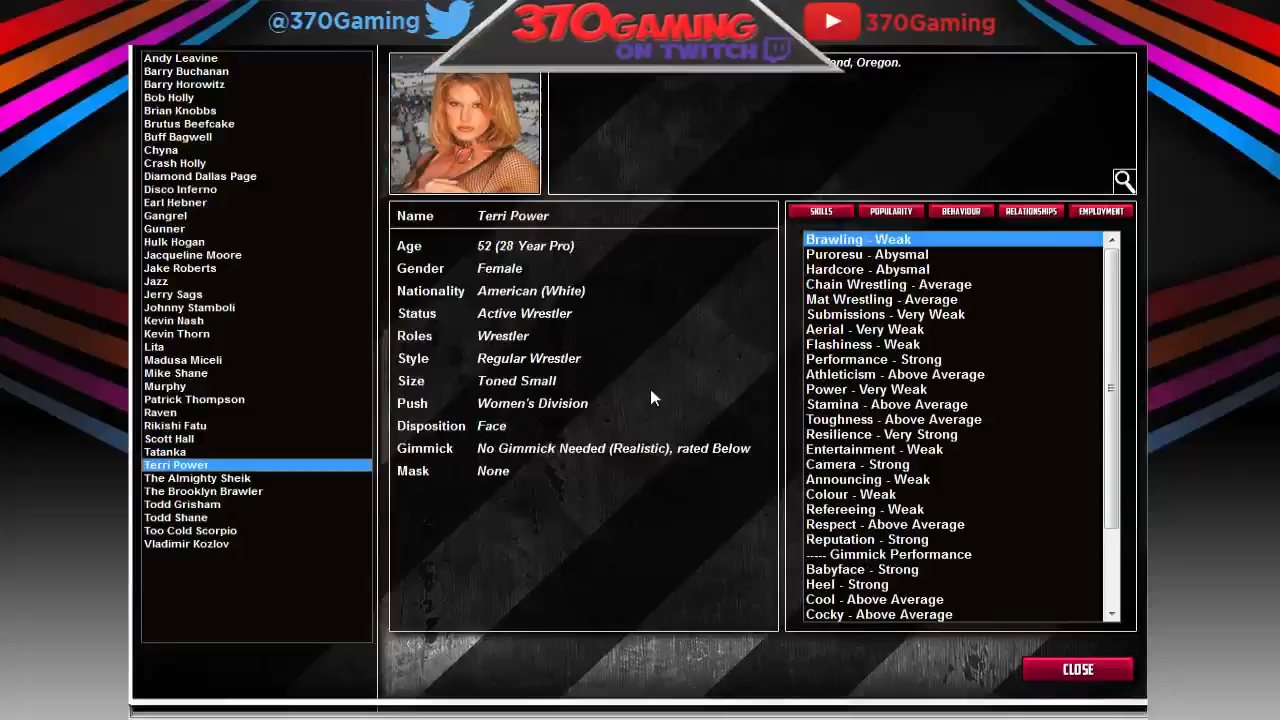 @370Gaming
370GAMING
ON TWITCH
370Gaming
Andy Leavine
Barry Buchanan
Barry Horowitz
Bob Holly
Brian Knobbs
Brutus Beefcake
Buff Bagwell
Chyna
Crash Holly
Diamond Dallas Page
Disco Inferno
Earl Hebner
Gangrel
Gunner
Hulk Hogan
Jacqueline Moore
Jake Roberts
Jazz
Jerry Sags
Johnny Stamboli
Kevin Nash
Kevin Thorn
Lita
Madusa Miceli
Mike Shane
Murphy
Patrick Thompson
Raven
Rikishi Fatu
Scott Hall
Tatanka
Terri Power
The Almighty Sheik
The Brooklyn Brawler
Todd Grisham
Todd Shane
Too Cold Scorpio
Vladimir Kozlov
Oregon.
Name Terri Power
Age 52 (28 Year Pro)
Gender Female
Nationality American (White)
Status Active Wrestler
Roles Wrestler
Style Regular Wrestler
Size Toned Small
Push Women's Division
Disposition Face
Gimmick No Gimmick Needed (Realistic), rated Below
Mask None
SKILLS POPULARITY BEHAVIOUR RELATIONSHIPS EMPLOYMENT
Brawling - Weak
Puroresu - Abysmal
Hardcore - Abysmal
Chain Wrestling - Average
Mat Wrestling - Average
Submissions - Very Weak
Aerial - Very Weak
Flashiness - Weak
Performance - Strong
Athleticism - Above Average
Power - Very Weak
Stamina - Above Average
Toughness - Above Average
Resilience - Very Strong
Entertainment - Weak
Camera - Strong
Announcing - Weak
Colour - Weak
Refereeing - Weak
Respect - Above Average
Reputation - Strong
----- Gimmick Performance
Babyface - Strong
Heel - Strong
Cool - Above Average
Cocky - Above Average
CLOSE